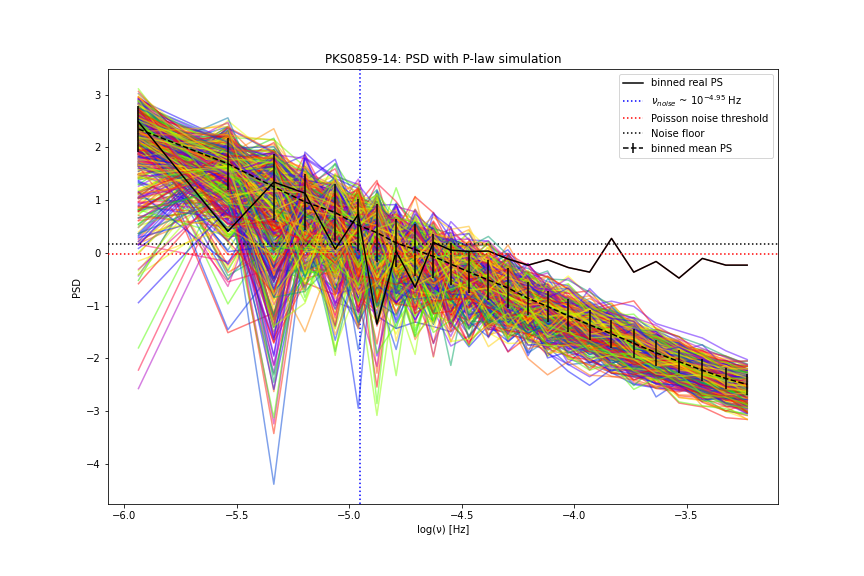 PKS0859-14: PSD with P-law simulation
binned real PS
ν_noise ~ 10^−4.95 Hz
Poisson noise threshold
Noise floor
binned mean PS
3
2
1
0
−1
−2
−3
−4
PSD
−6.0
−5.5
−5.0
−4.5
−4.0
−3.5
log(ν) [Hz]